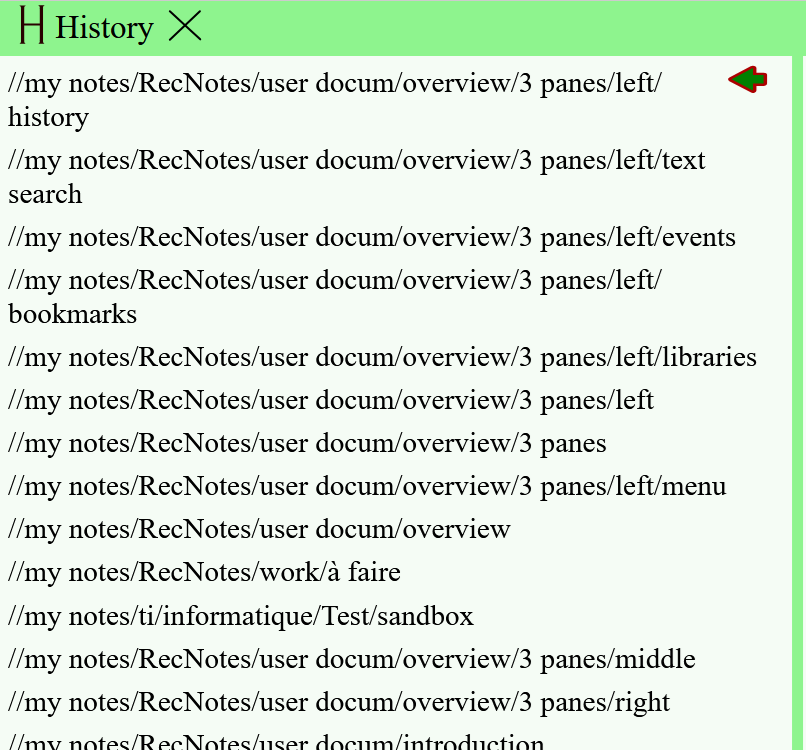 H History
//my notes/RecNotes/user docum/overview/3 panes/left/
history
//my notes/RecNotes/user docum/overview/3 panes/left/text
search
//my notes/RecNotes/user docum/overview/3 panes/left/events
//my notes/RecNotes/user docum/overview/3 panes/left/
bookmarks
//my notes/RecNotes/user docum/overview/3 panes/left/libraries
//my notes/RecNotes/user docum/overview/3 panes/left
//my notes/RecNotes/user docum/overview/3 panes
//my notes/RecNotes/user docum/overview/3 panes/left/menu
//my notes/RecNotes/user docum/overview
//my notes/RecNotes/work/à faire
//my notes/ti/informatique/Test/sandbox
//my notes/RecNotes/user docum/overview/3 panes/middle
//my notes/RecNotes/user docum/overview/3 panes/right
//my notes/RecNotes/user docum/introduction